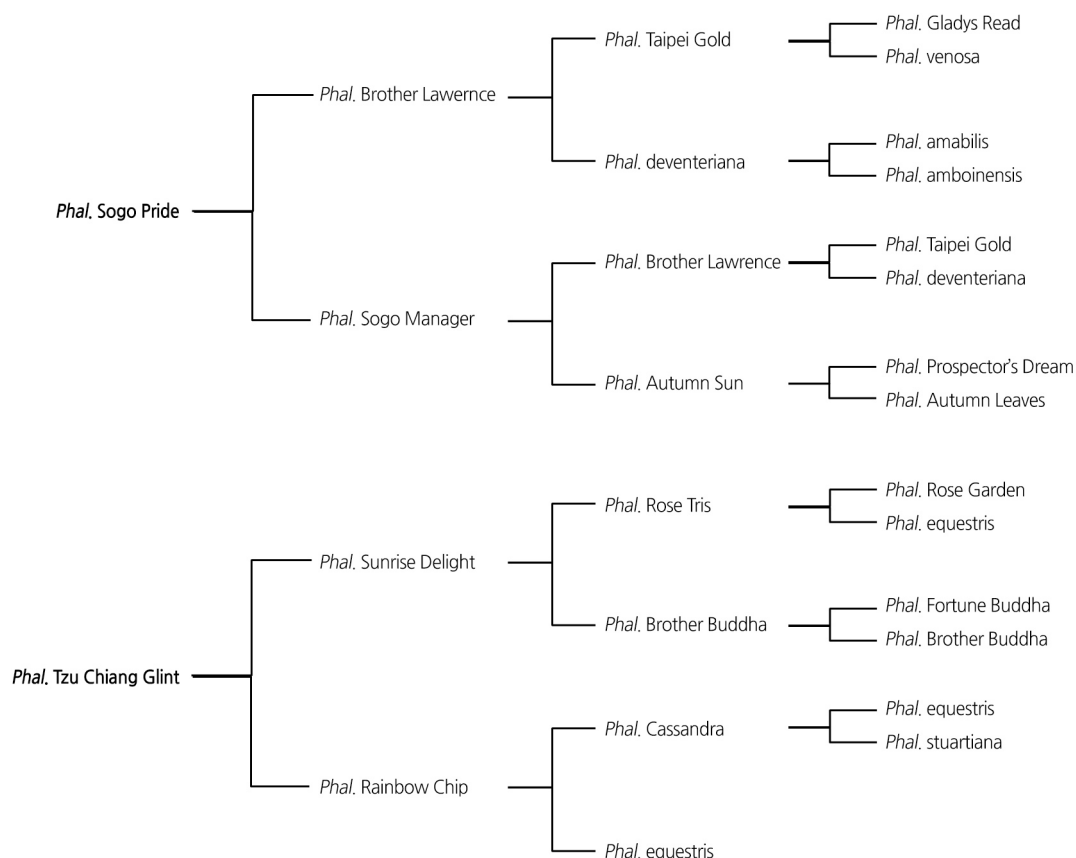 Phal. Gladys Read
Phal. Taipei Gold
Phal. venosa
Phal. Brother Lawernce
Phal. amabilis
Phal. deventeriana
Phal. amboinensis
Phal. Sogo Pride
Phal. Taipei Gold
Phal. Brother Lawrence
Phal. deventeriana
Phal. Sogo Manager
Phal. Prospector's Dream
Phal. Autumn Sun
Phal. Autumn Leaves
Phal. Rose Garden
Phal. Rose Tris
Phal. equestris
Phal. Sunrise Delight
Phal. Fortune Buddha
Phal. Brother Buddha
Phal. Brother Buddha
Phal. Tzu Chiang Glint
Phal. equestris
Phal. Cassandra
Phal. stuartiana
Phal. Rainbow Chip
Phal. equestris